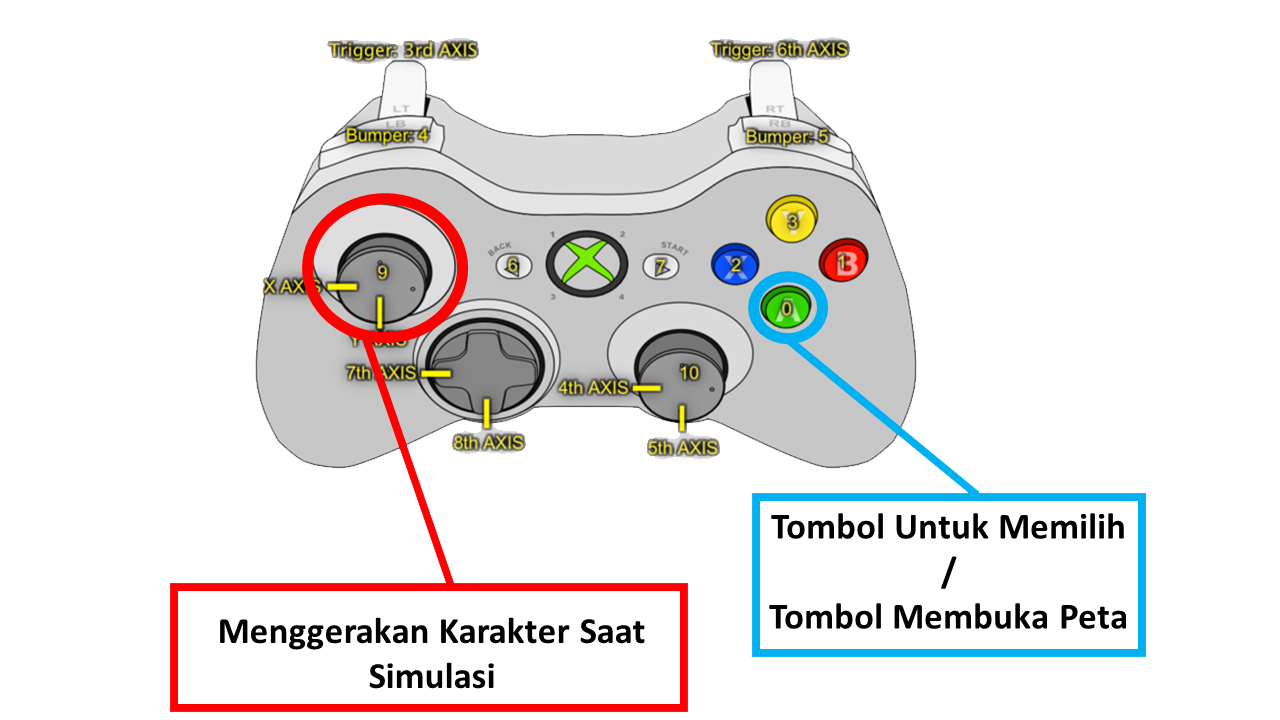 Trigger: 3rd AXIS
Trigger: 6th AXIS
LT
RT
LB
RB
Bumper: 4
Bumper: 5
Y
3
BACK
1
2
START
6
7
X
2
B
1
9
X AXIS
3
4
A
0
Y AXIS
7th AXIS
10
4th AXIS
8th AXIS
5th AXIS
Tombol Untuk Memilih
/
Tombol Membuka Peta
Menggerakan Karakter Saat
Simulasi